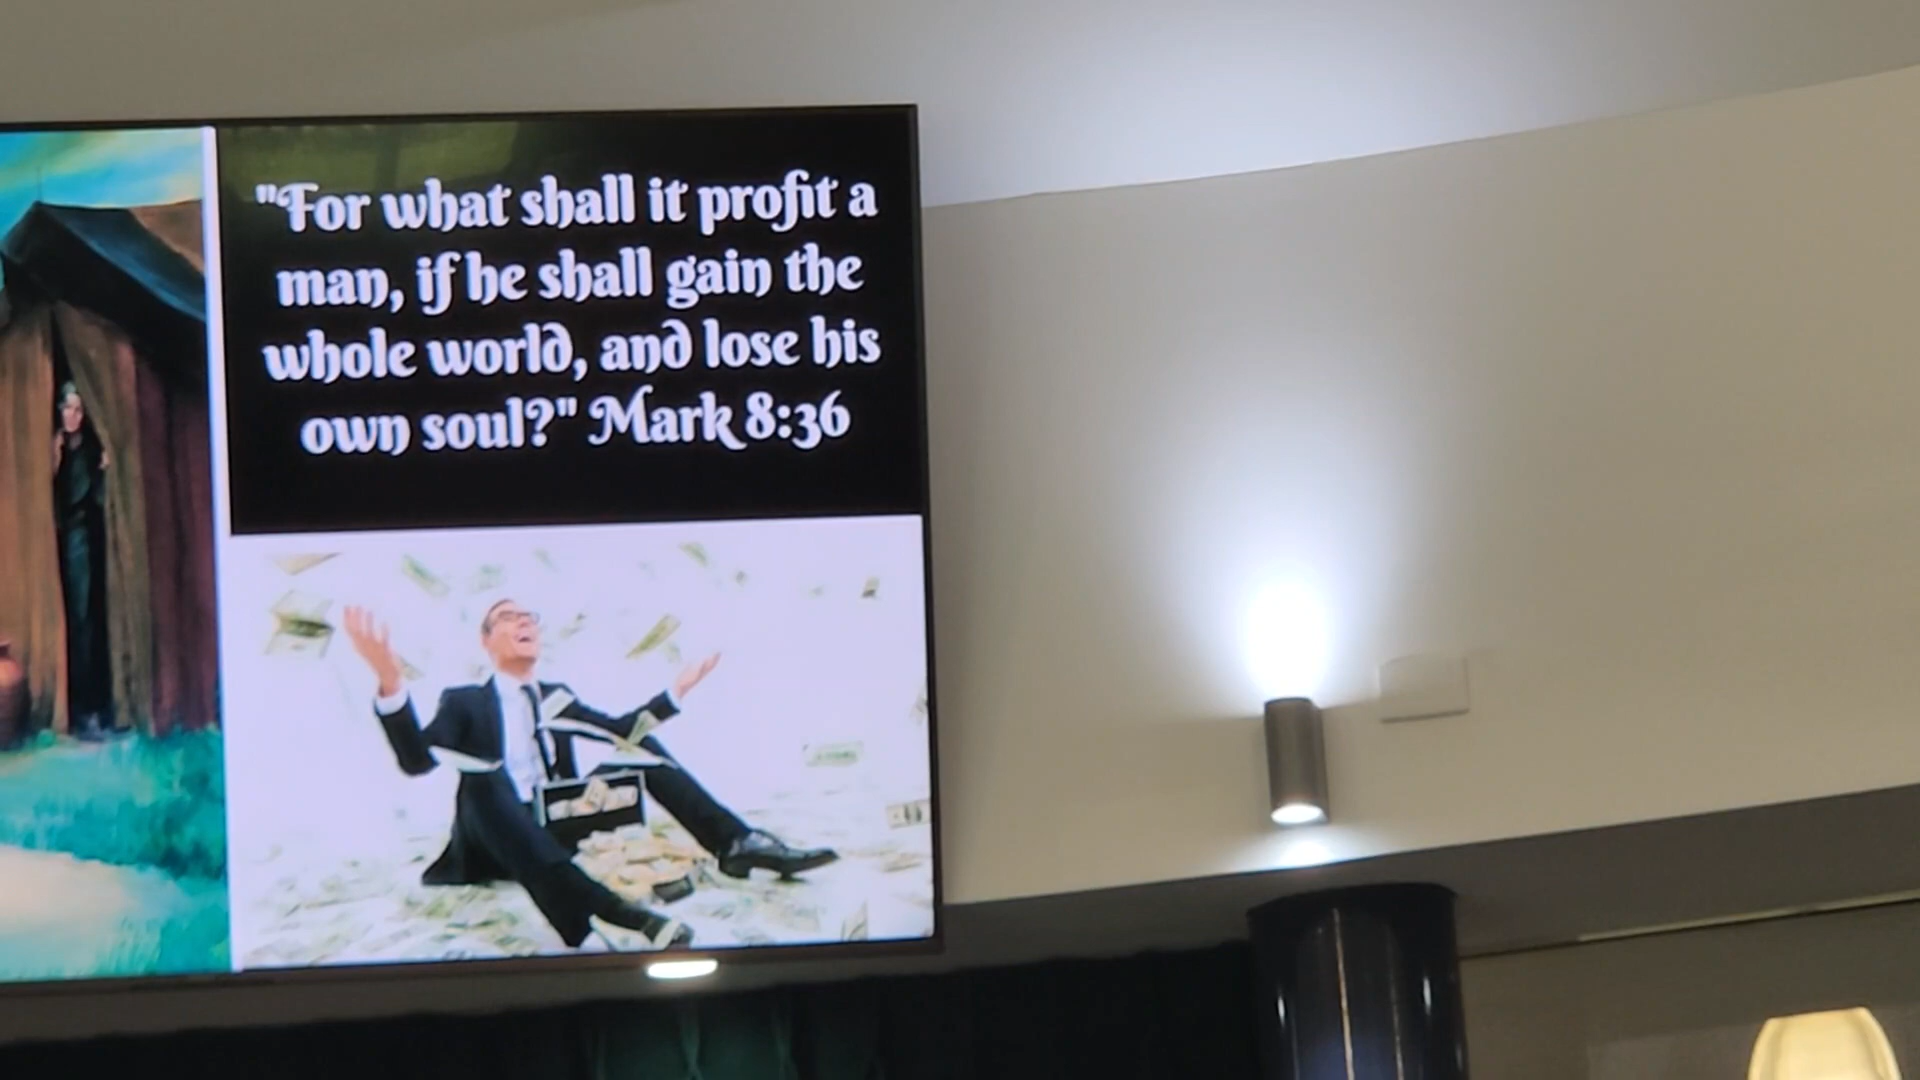 "For what shall it profit a
man, if he shall gain the
whole world, and lose his
own soul?" Mark 8:36